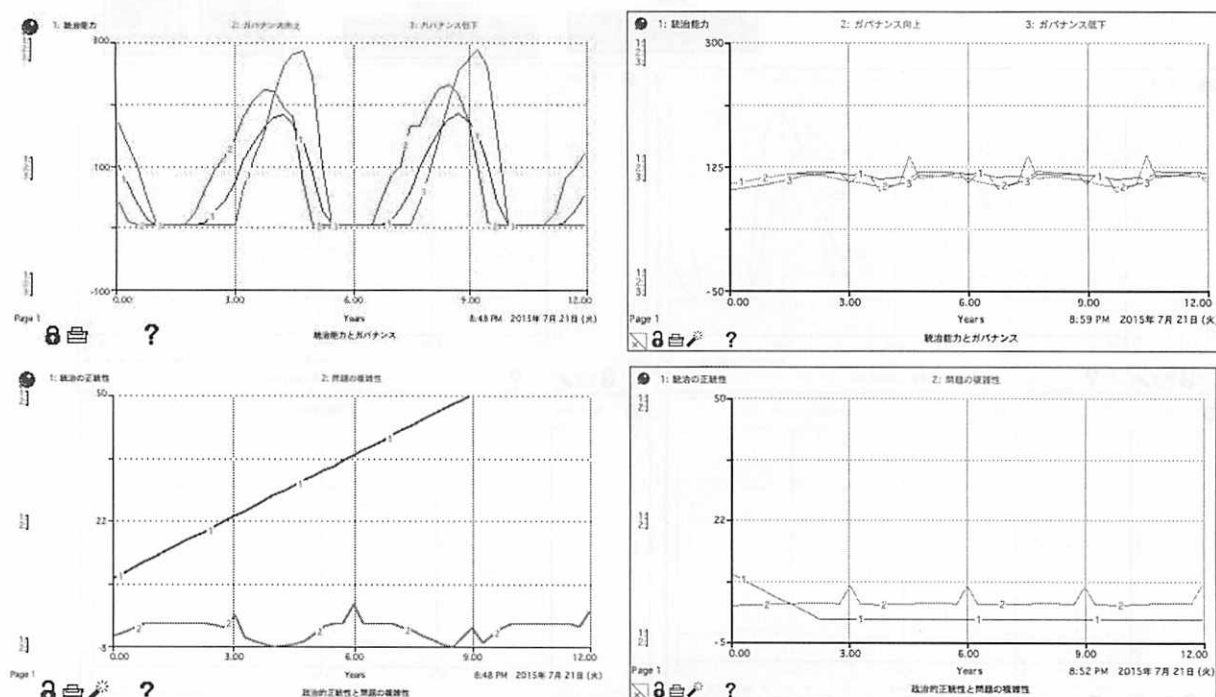 1: 統治能力 2: ガバナンス向上 3: ガバナンス低下
300
100
-100
0.00 3.00 6.00 9.00 12.00
Page 1 Years 8:48 PM 2015年 7月 21日 (火)
統治能力とガバナンス
?
1: 統治能力 2: ガバナンス向上 3: ガバナンス低下
300
125
-50
0.00 3.00 6.00 9.00 12.00
Page 1 Years 8:59 PM 2015年 7月 21日 (火
統治能力とガバナンス
?
1: 統治の正統性 2: 問題の複雑性
50
22
-5
0.00 3.00 6.00 9.00 12.00
Page 1 Years 8:48 PM 2015年 7月 21日 (火)
政治的正統性と問題の複雑性
?
1: 統治の正統性 2: 問題の複雑性
50
22
-5
0.00 3.00 6.00 9.00 12.00
Page 1 Years 8:52 PM 2015年 7月 21日 (火
政治的正統性と問題の複雑性
?